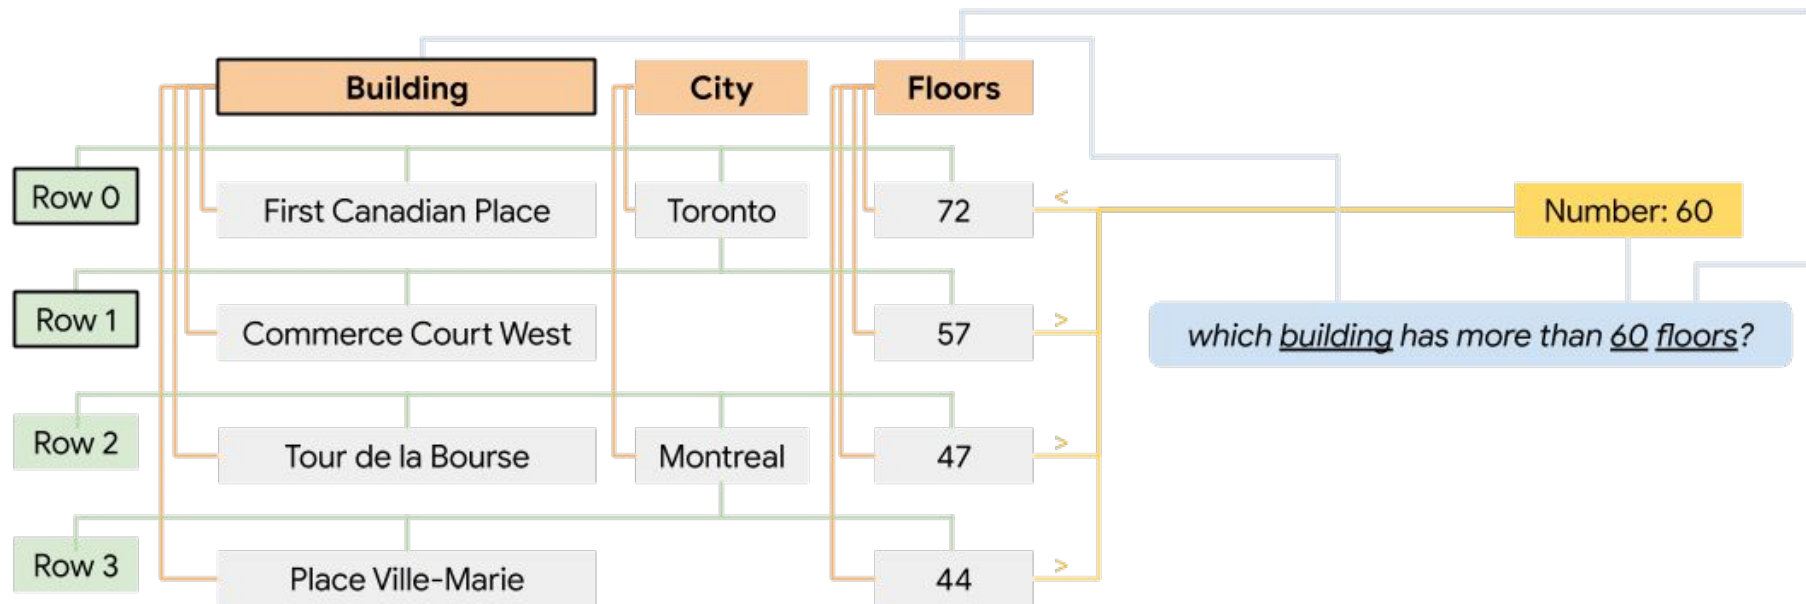 Building City Floors
Row 0 First Canadian Place Toronto 72 < Number: 60
Row 1 Commerce Court West 57 > which building has more than 60 floors?
Row 2 Tour de la Bourse Montreal 47 >
Row 3 Place Ville-Marie 44 >